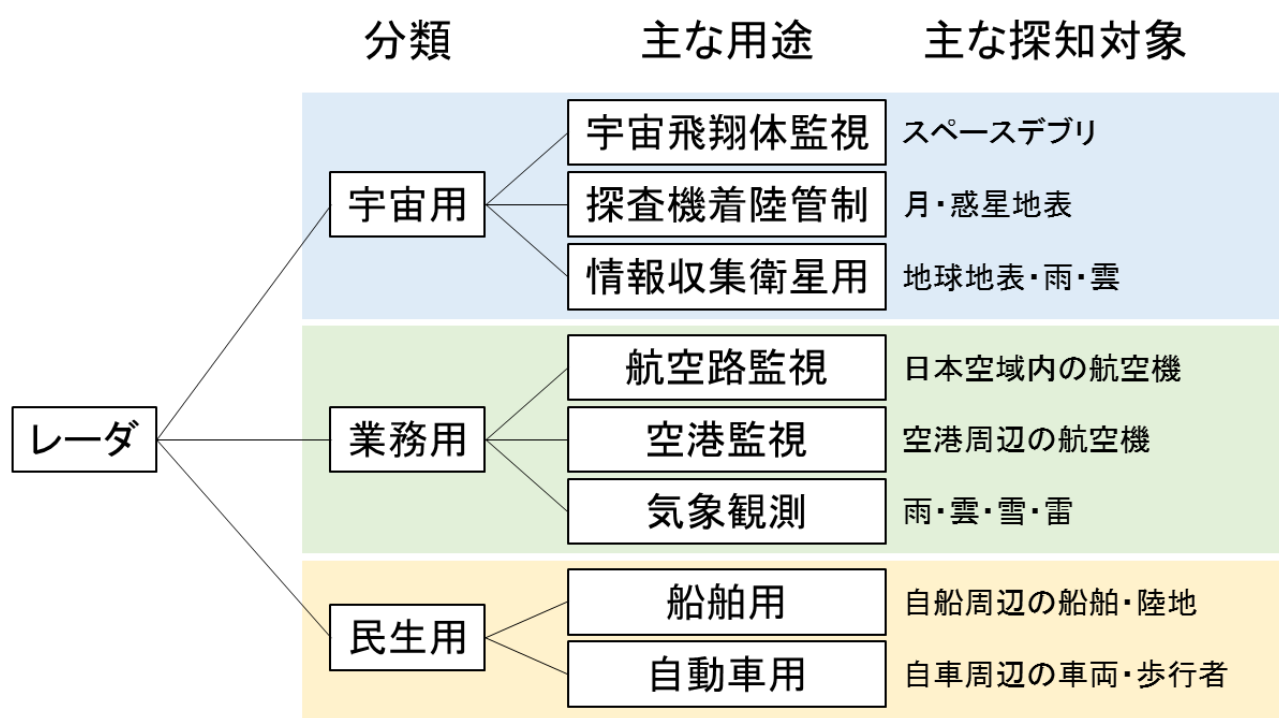 分類 主な用途 主な探知対象
宇宙飛翔体監視 スペースデブリ
宇宙用 探査機着陸管制 月・惑星地表
情報収集衛星用 地球地表・雨・雲
航空路監視 日本空域内の航空機
レーダ 業務用 空港監視 空港周辺の航空機
気象観測 雨・雲・雪・雷
船舶用 自船周辺の船舶・陸地
民生用
自動車用 自車周辺の車両・歩行者